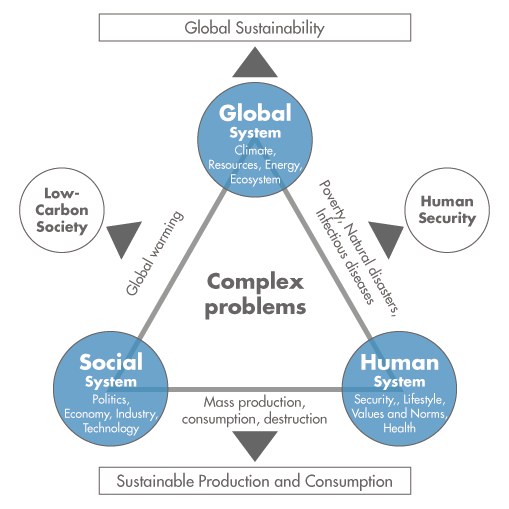 Global Sustainability
Global
System
Climate,
Resources, Energy,
Ecosystem
Low-
Carbon
Society
Human
Security
Global warming
Poverty, Natural disasters,
Infectious diseases
Complex
problems
Social
System
Politics,
Economy, Industry,
Technology
Human
System
Security,, Lifestyle,
Values and Norms,
Health
Mass production,
consumption, destruction
Sustainable Production and Consumption